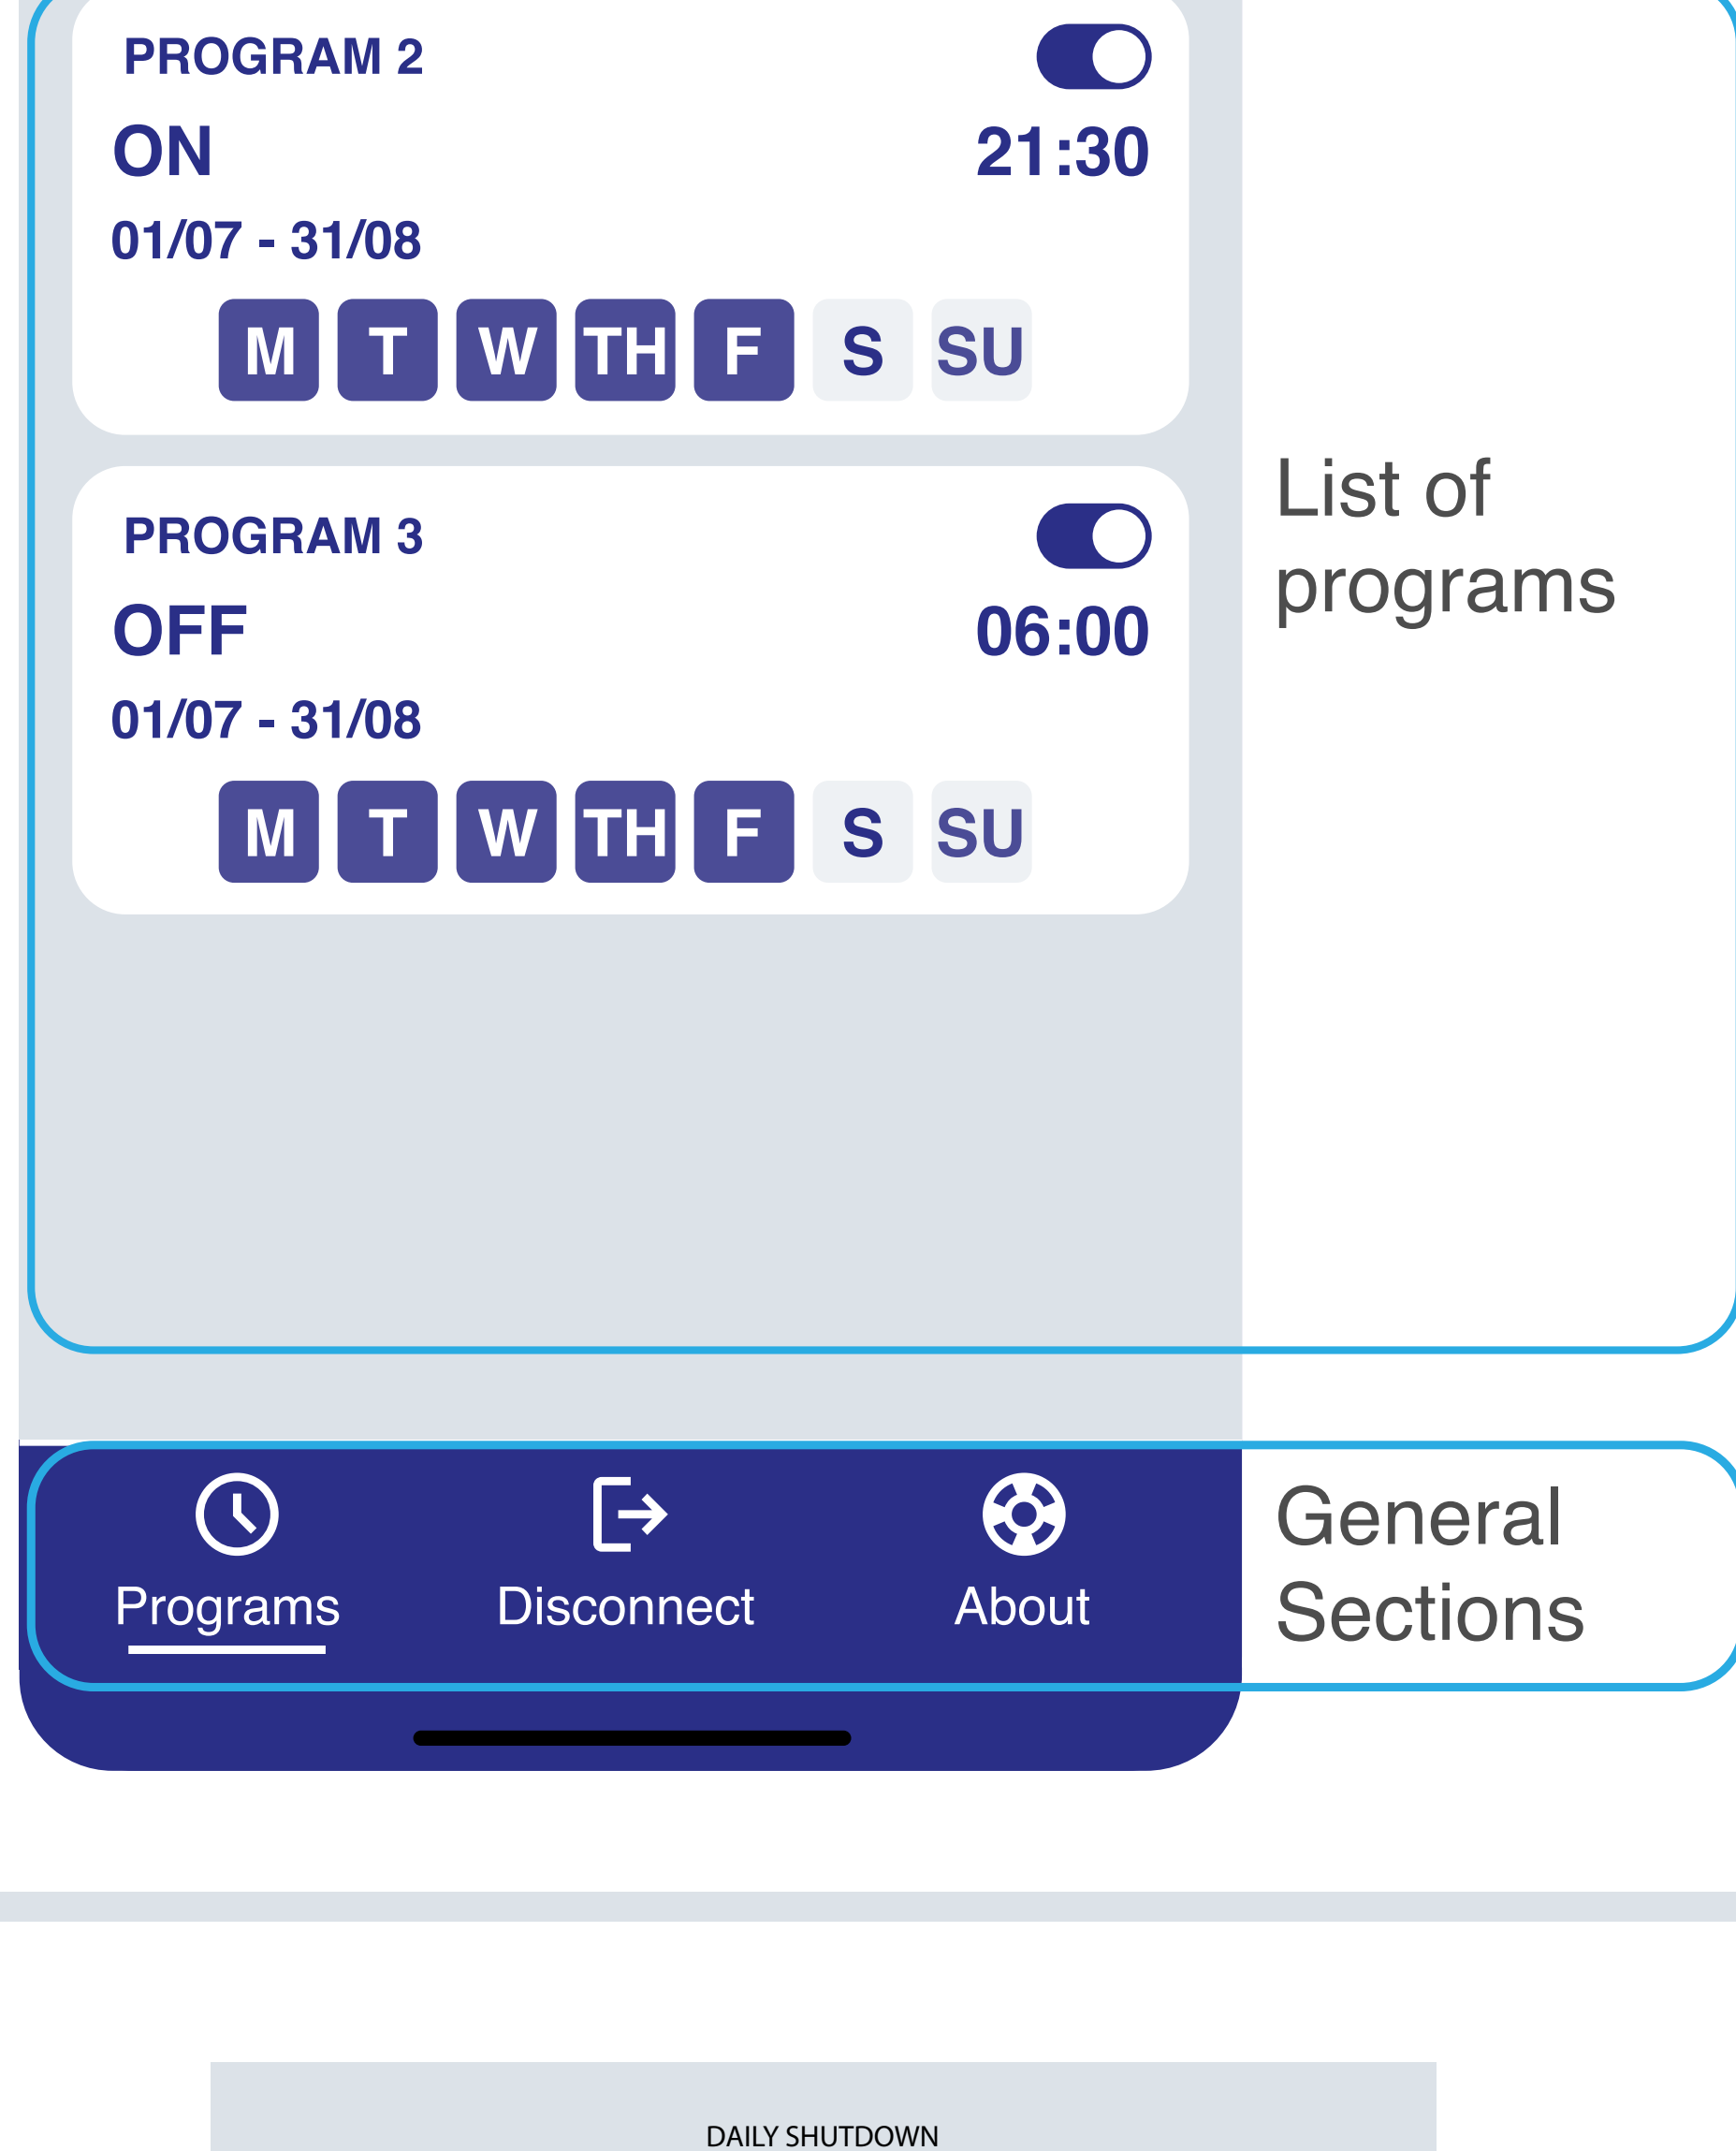 PROGRAM 2
ON 21:30
01/07 - 31/08
M T W TH F S SU
List of
programs
PROGRAM 3
OFF 06:00
01/07 - 31/08
M T W TH F S SU
Programs Disconnect About
General
Sections
DAILY SHUTDOWN